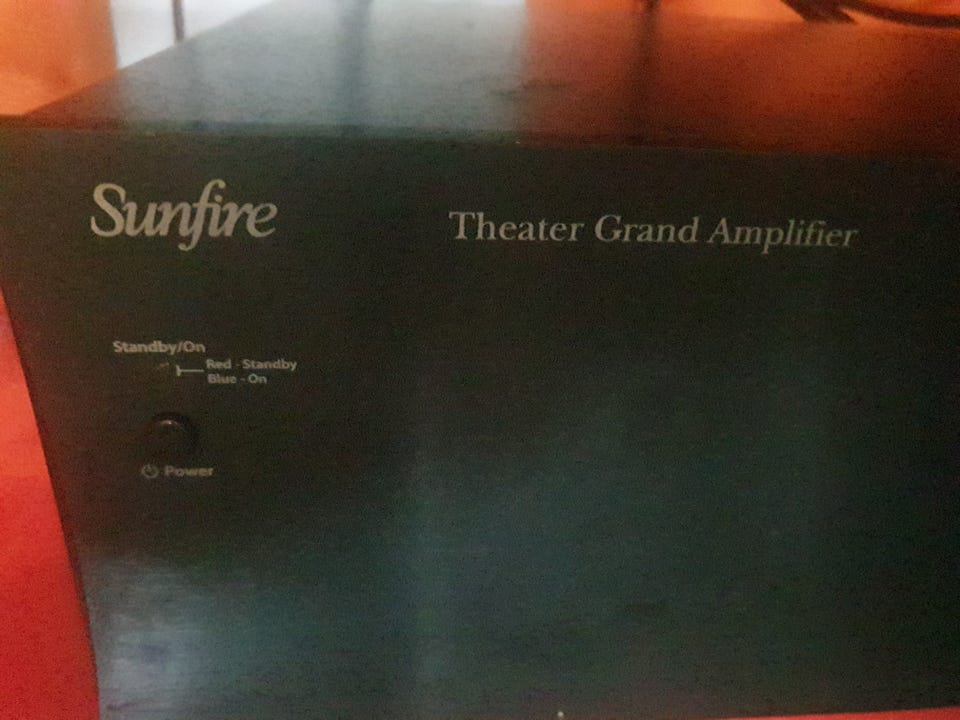 Sunfire
Theater Grand Amplifier
Standby/On
Red - Standby
Blue - On
Power